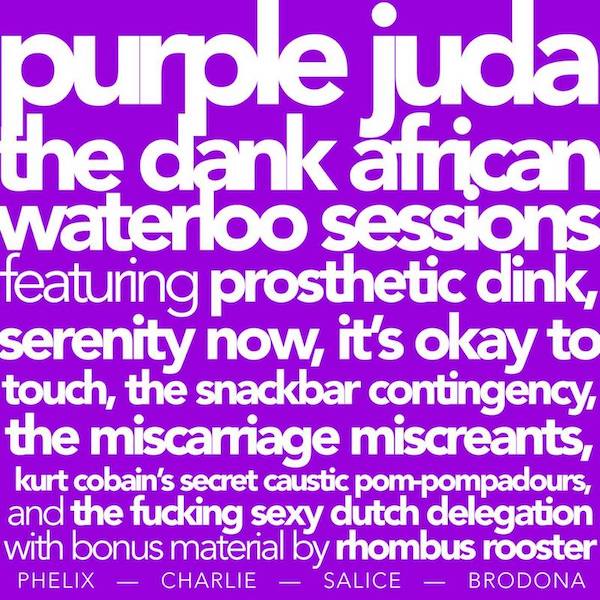 purple juda
the dank african
waterloo sessions
featuring prosthetic dink,
serenity now, it's okay to
touch, the snackbar contingency,
the miscarriage miscreants,
kurt cobain's secret caustic pom-pompadours,
and the fucking sexy dutch delegation
with bonus material by rhombus rooster
PHELIX — CHARLIE — SALICE — BRODONA